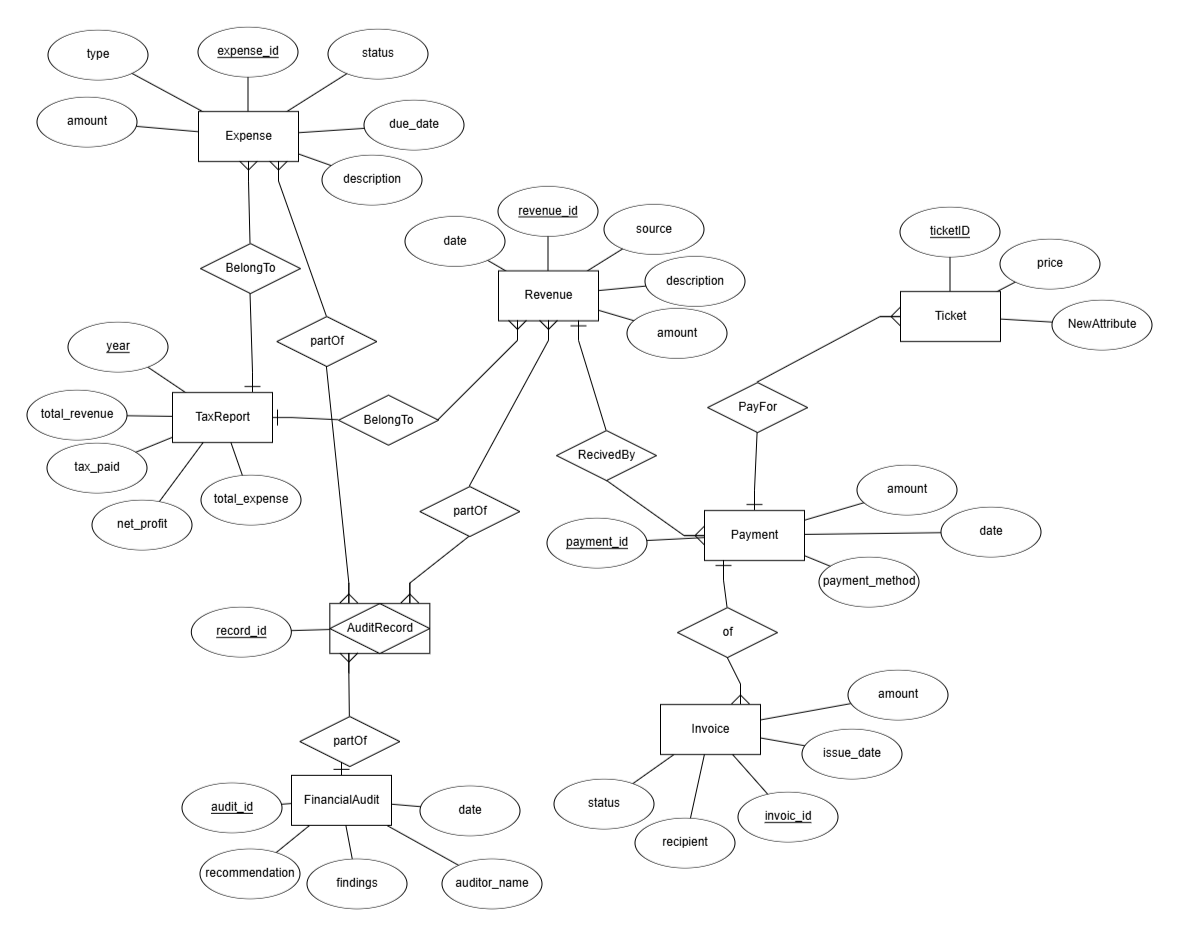 type
expense_id
status
amount
Expense
due_date
description
BelongTo
partOf
date
revenue_id
source
Revenue
description
amount
ticketID
price
Ticket
NewAttribute
year
total_revenue
TaxReport
tax_paid
net_profit
total_expense
BelongTo
PayFor
RecivedBy
partOf
amount
payment_id
Payment
date
payment_method
record_id
AuditRecord
of
amount
Invoice
issue_date
status
recipient
invoic_id
partOf
audit_id
FinancialAudit
date
recommendation
findings
auditor_name